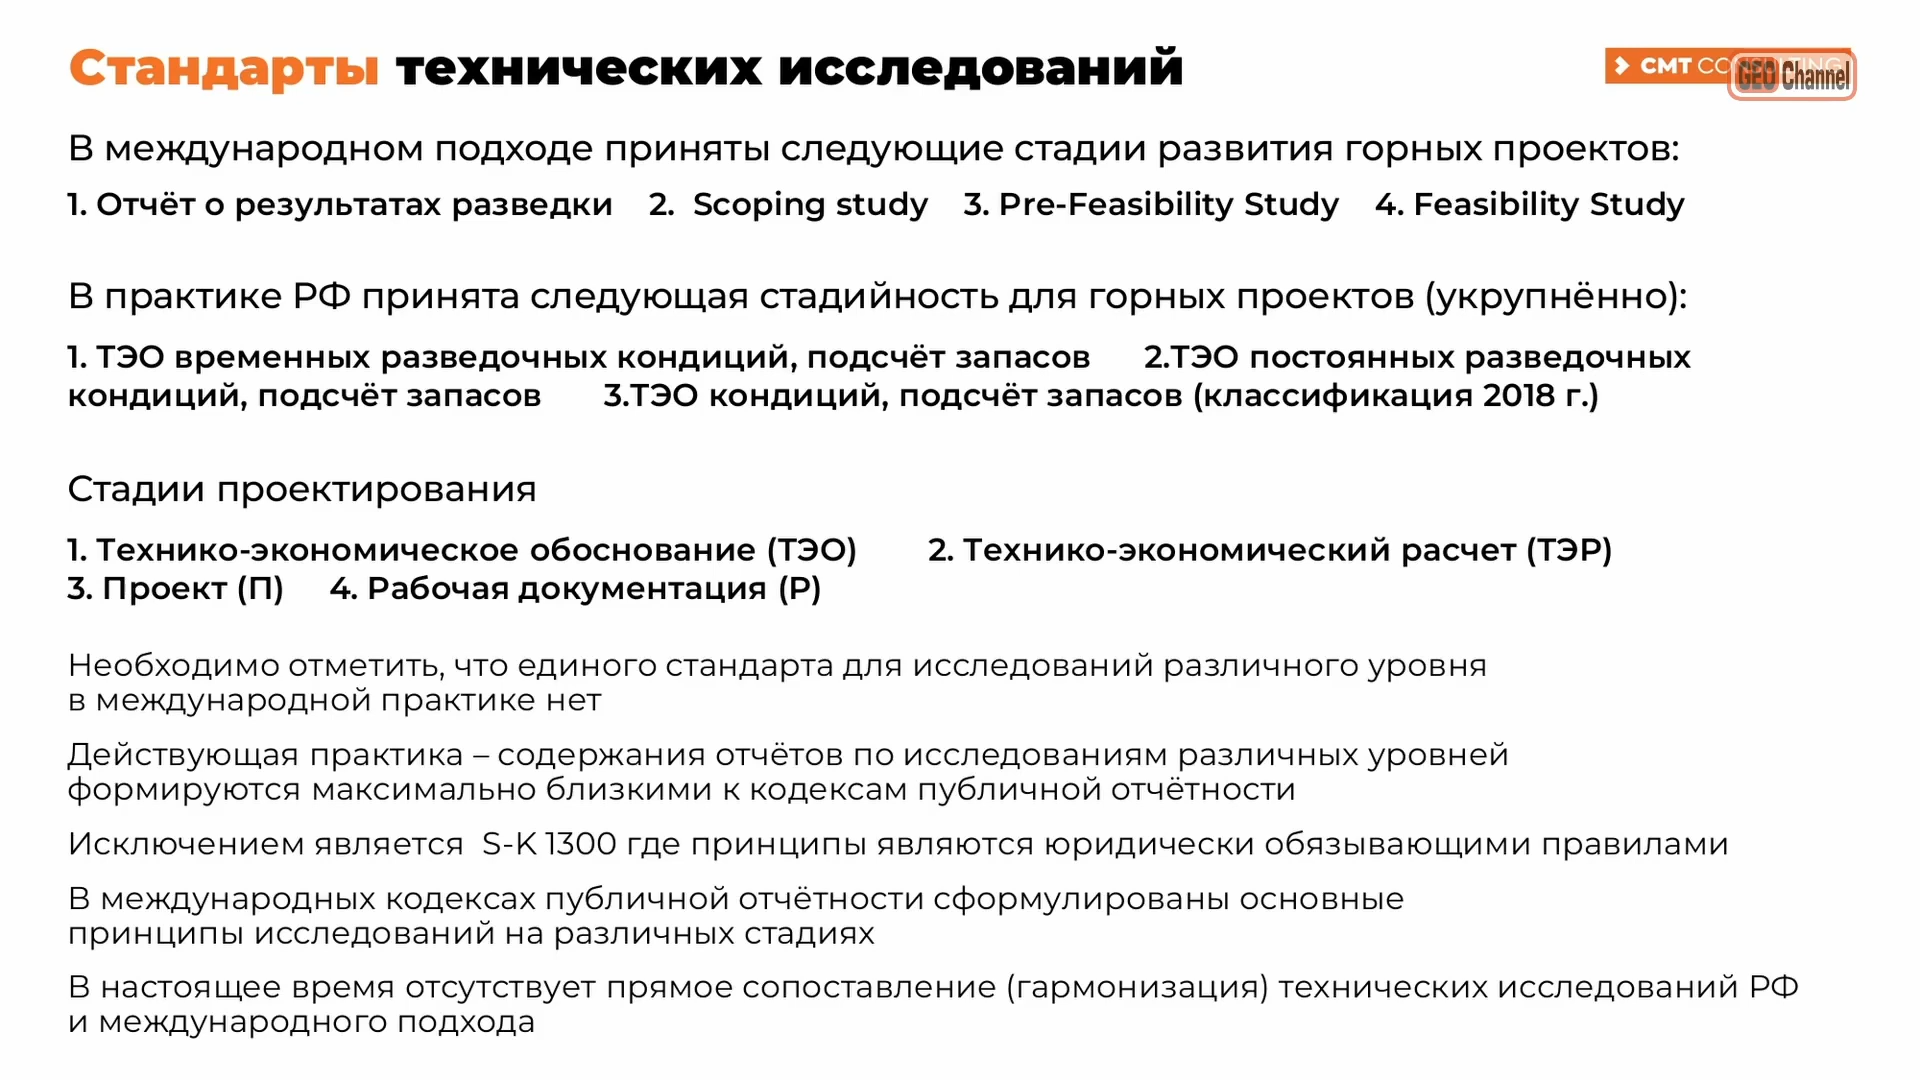 Стандарты технических исследований
CMT CO
GEO Channel
В международном подходе приняты следующие стадии развития горных проектов:
1. Отчёт о результатах разведки 2. Scoping study 3. Pre-Feasibility Study 4. Feasibility Study
В практике РФ принята следующая стадийность для горных проектов (укрупнённо):
1. ТЭО временных разведочных кондиций, подсчёт запасов 2.ТЭО постоянных разведочных
кондиций, подсчёт запасов 3.ТЭО кондиций, подсчёт запасов (классификация 2018 г.)
Стадии проектирования
1. Технико-экономическое обоснование (ТЭО) 2. Технико-экономический расчет (ТЭР)
3. Проект (П) 4. Рабочая документация (Р)
Необходимо отметить, что единого стандарта для исследований различного уровня
в международной практике нет
Действующая практика – содержания отчётов по исследованиям различных уровней
формируются максимально близкими к кодексам публичной отчётности
Исключением является S-K 1300 где принципы являются юридически обязывающими правилами
В международных кодексах публичной отчётности сформулированы основные
принципы исследований на различных стадиях
В настоящее время отсутствует прямое сопоставление (гармонизация) технических исследований РФ
и международного подхода